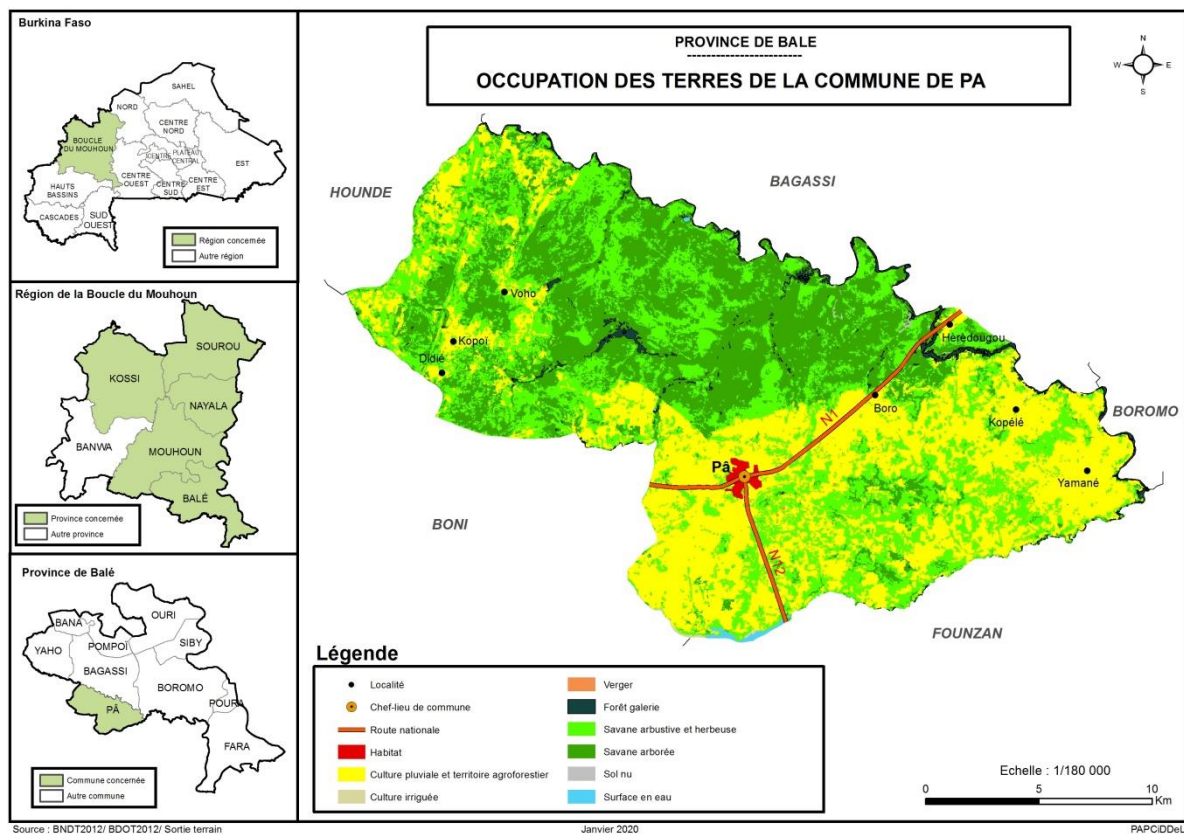 Burkina Faso
SAHEL
NORD
CENTRE
NORD
BOUCLE
DU MOUHOUN
CENTRE
PLATEAU
CENTRAL
EST
CENTRE
OUEST
CENTRE
SUD
CENTRE
EST
HAUTS
BASSINS
CASCADES
SUD
OUEST
Région concernée
Autre région
Région de la Boucle du Mouhoun
SOUROU
KOSSI
NAYALA
BANWA
MOUHOUN
BALÉ
Province concernée
Autre province
Province de Balé
OURI
BANA
POMPOÏ
SIBY
YAHO
BAGASSI
BOROMO
PÂ
POURA
FARA
Commune concernée
Autre commune
PROVINCE DE BALE
------------------------
OCCUPATION DES TERRES DE LA COMMUNE DE PA
N
W
E
S
HOUNDE
BAGASSI
Voho
Kopoï
Didié
Hérédougou
Boro
N1
Kopélé
BOROMO
Pâ
Yamané
BONI
N12
FOUNZAN
Légende
Localité
Chef-lieu de commune
Route nationale
Habitat
Culture pluviale et territoire agroforestier
Culture irriguée
Verger
Forêt galerie
Savane arbustive et herbeuse
Savane arborée
Sol nu
Surface en eau
Echelle : 1/180 000
0 5 10
Km
Source : BNDT2012/ BDOT2012/ Sortie terrain
Janvier 2020